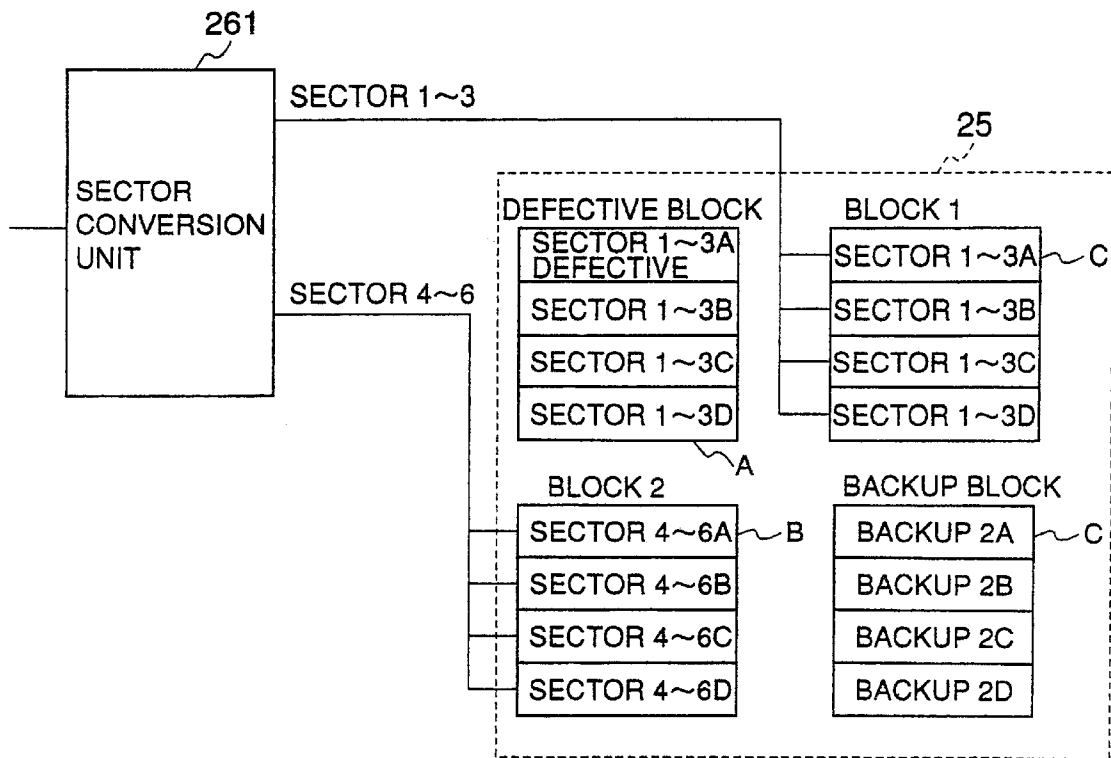 261
SECTOR 1~3
25
SECTOR
CONVERSION
UNIT
DEFECTIVE BLOCK
SECTOR 1~3A
DEFECTIVE
SECTOR 1~3B
SECTOR 1~3C
SECTOR 1~3D
A
BLOCK 1
SECTOR 1~3A
C
SECTOR 1~3B
SECTOR 1~3C
SECTOR 1~3D
SECTOR 4~6
BLOCK 2
SECTOR 4~6A
B
SECTOR 4~6B
SECTOR 4~6C
SECTOR 4~6D
BACKUP BLOCK
BACKUP 2A
C
BACKUP 2B
BACKUP 2C
BACKUP 2D